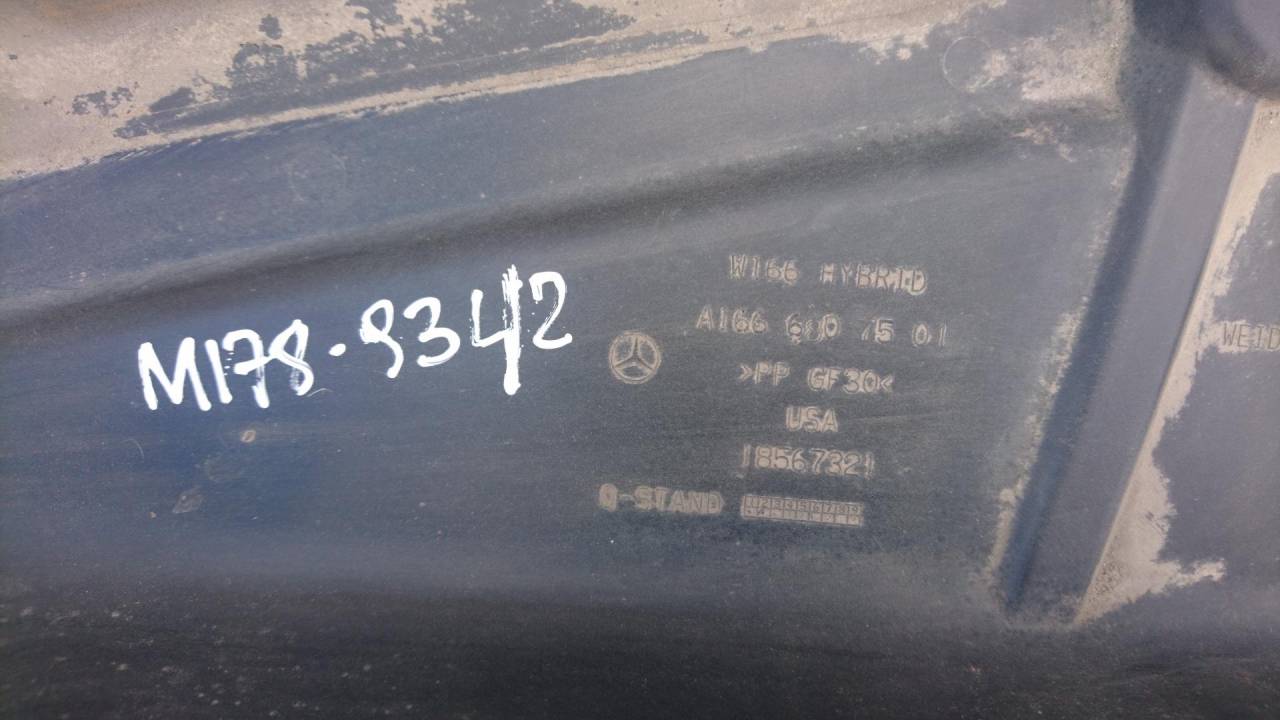 M178-9342
W166 HYBRID
A166 680 75 01
>PP GF30<
USA
18567321
Q-STAND